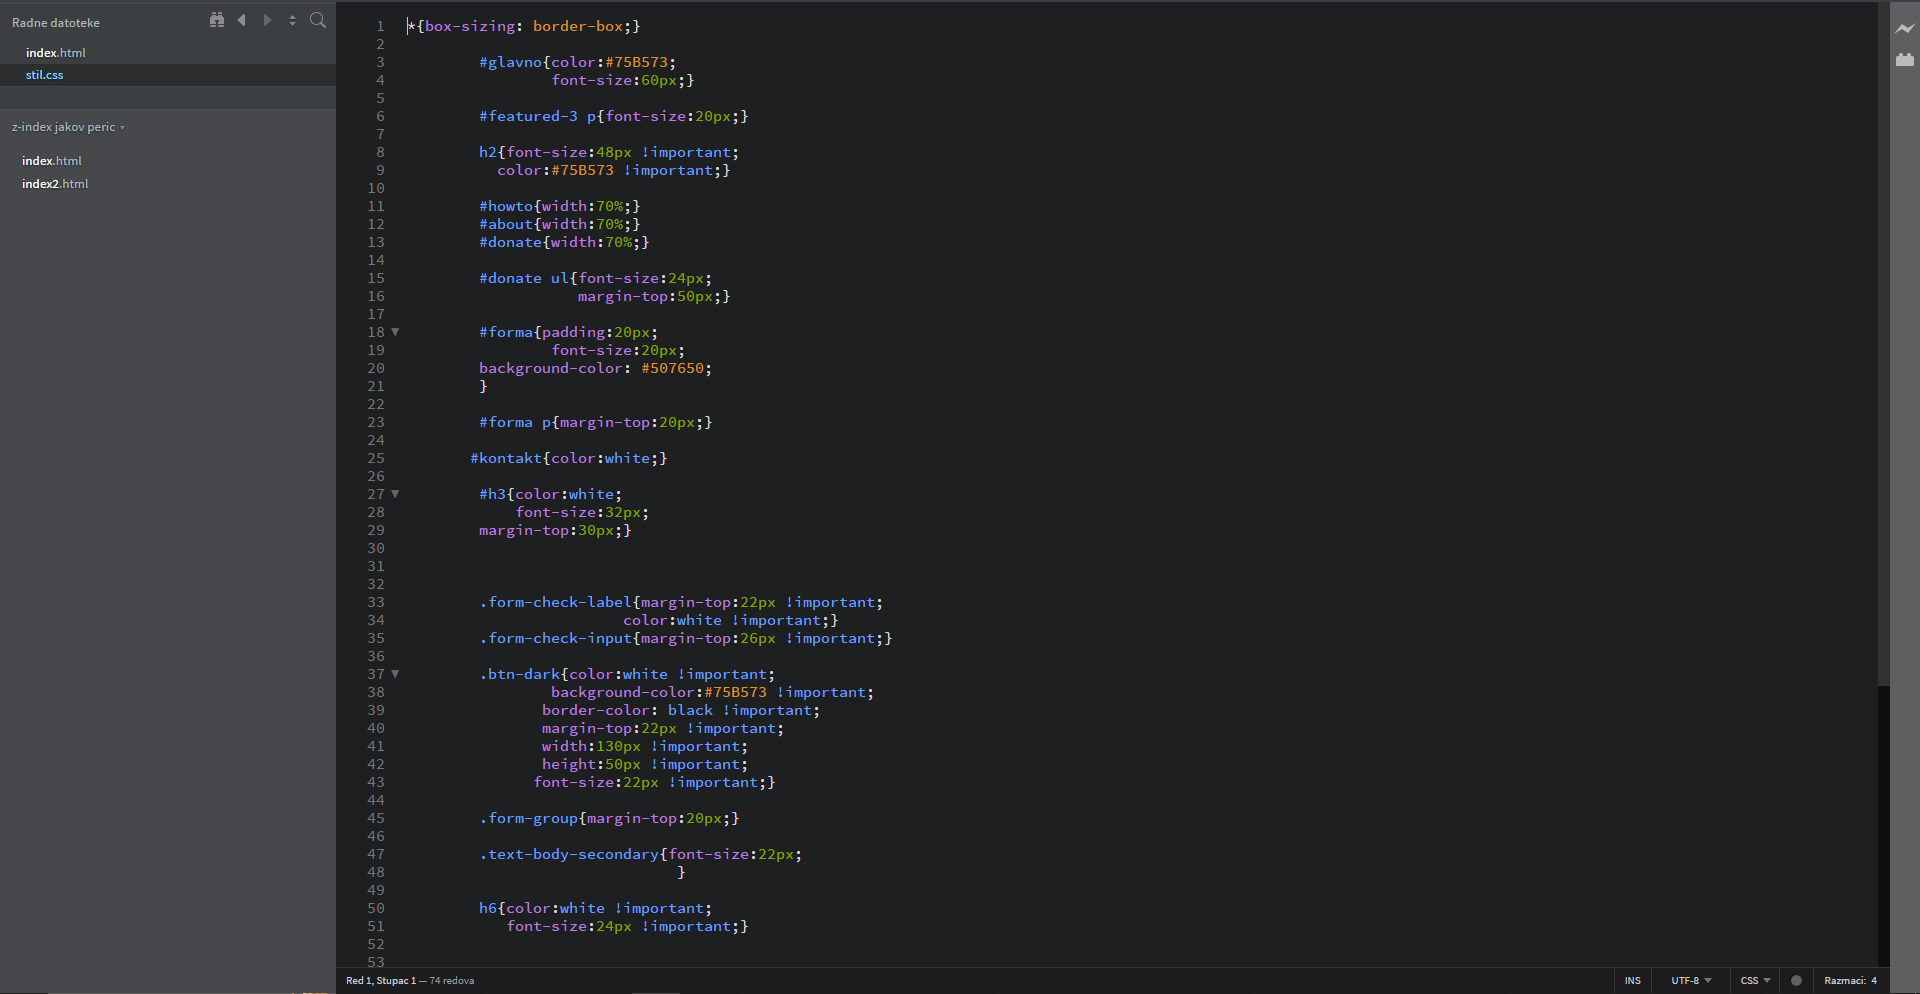 Radne datoteke
index.html
stil.css
z-index jakov peric
index.html
index2.html
1 *{box-sizing: border-box;}
2
3 #glavno{color:#75B573;
4 font-size:60px;}
5
6 #featured-3 p{font-size:20px;}
7
8 h2{font-size:48px !important;
9 color:#75B573 !important;}
10
11 #howto{width:70%;}
12 #about{width:70%;}
13 #donate{width:70%;}
14
15 #donate ul{font-size:24px;
16 margin-top:50px;}
17
18 #forma{padding:20px;
19 font-size:20px;
20 background-color: #507650;
21 }
22
23 #forma p{margin-top:20px;}
24
25 #kontakt{color:white;}
26
27 #h3{color:white;
28 font-size:32px;
29 margin-top:30px;}
30
31
32
33 .form-check-label{margin-top:22px !important;
34 color:white !important;}
35 .form-check-input{margin-top:26px !important;}
36
37 .btn-dark{color:white !important;
38 background-color:#75B573 !important;
39 border-color: black !important;
40 margin-top:22px !important;
41 width:130px !important;
42 height:50px !important;
43 font-size:22px !important;}
44
45 .form-group{margin-top:20px;}
46
47 .text-body-secondary{font-size:22px;
48 }
49
50 h6{color:white !important;
51 font-size:24px !important;}
52
53
Red 1, Stupac 1 — 74 redova
INS
UTF-8
CSS
Razmaci: 4